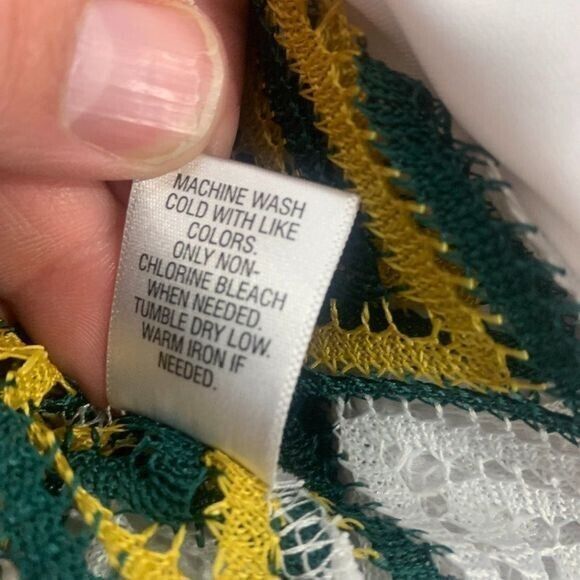 MACHINE WASH
COLD WITH LIKE
COLORS.
ONLY NON-
CHLORINE BLEACH
WHEN NEEDED.
TUMBLE DRY LOW.
WARM IRON IF
NEEDED.